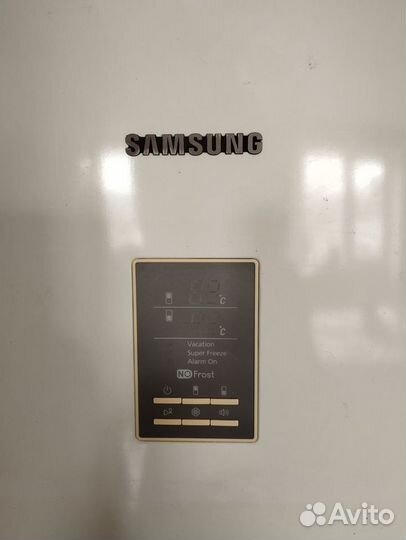 SAMSUNG
°C
°C
Vacation
Super Freeze
Alarm On
NO Frost
Avito